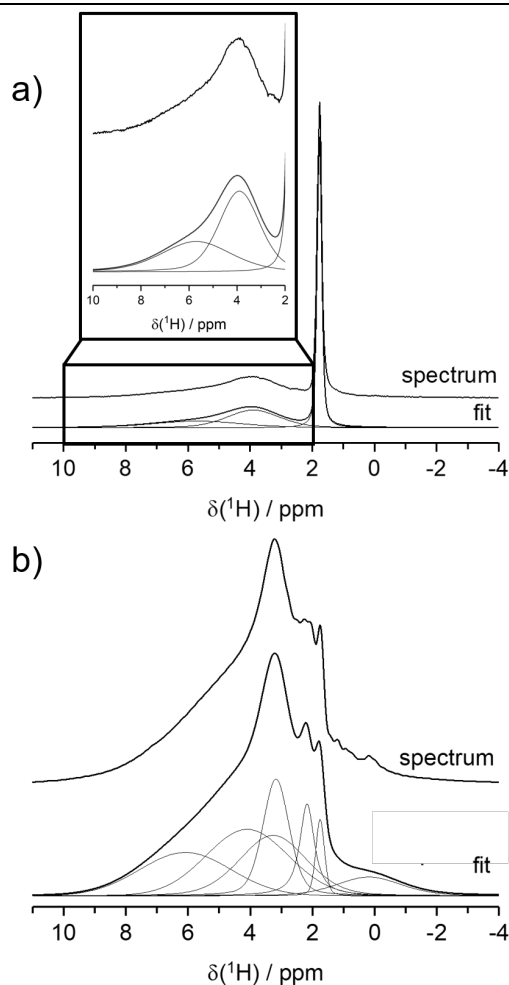 a)
10 8 6 4 2
δ(¹H) / ppm
spectrum
fit
10 8 6 4 2 0 -2 -4
δ(¹H) / ppm
b)
spectrum
fit
10 8 6 4 2 0 -2 -4
δ(¹H) / ppm